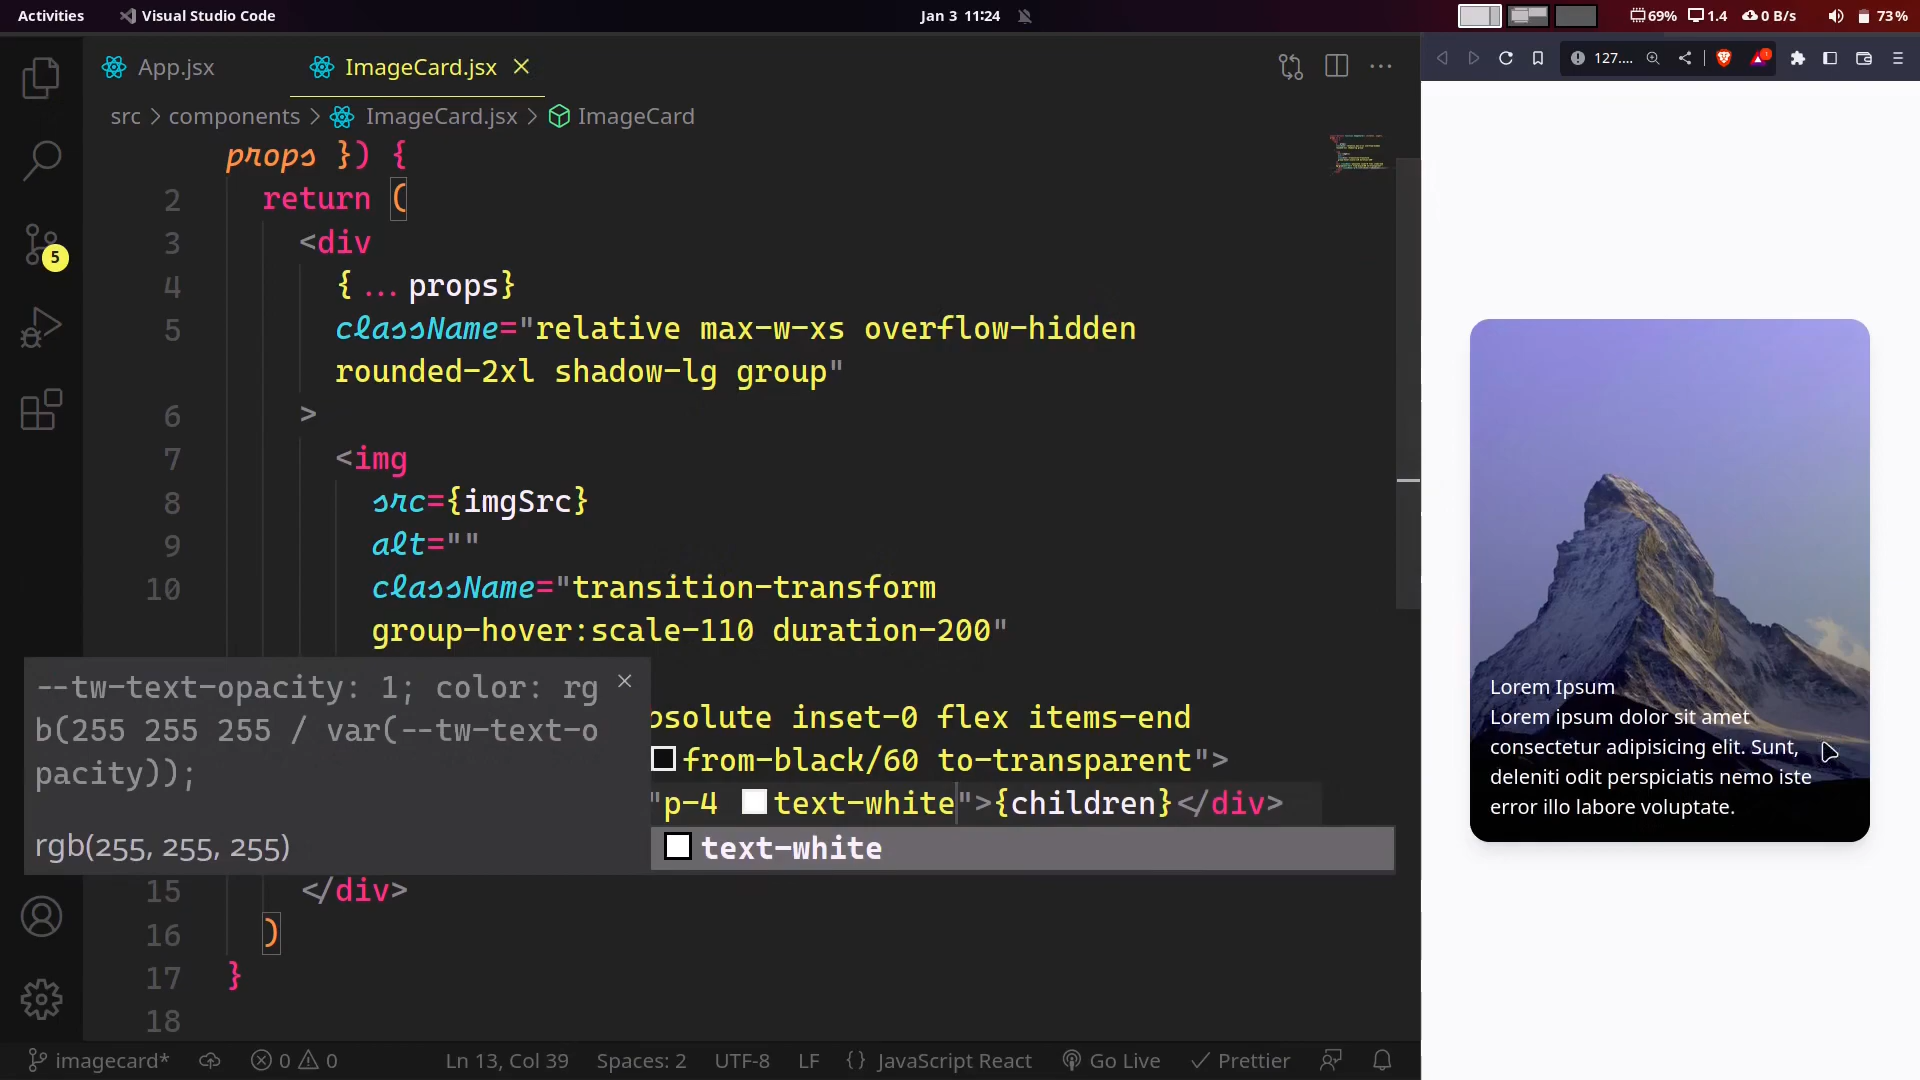 Activities
Visual Studio Code
Jan 3 11:24
69% 1.4 0 B/s 73%
App.jsx
ImageCard.jsx
127....
src > components > ImageCard.jsx > ImageCard
props }) {
2 return (
3 <div
4 {...props}
5 className="relative max-w-xs overflow-hidden
rounded-2xl shadow-lg group"
6 >
7 <img
8 src={imgSrc}
9 alt=""
10 className="transition-transform
group-hover:scale-110 duration-200"
--tw-text-opacity: 1; color: rg
b(255 255 255 / var(--tw-text-o
pacity));
rgb(255, 255, 255)
bsolute inset-0 flex items-end
from-black/60 to-transparent">
"p-4 text-white">{children}</div>
text-white
15 </div>
16 )
17 }
18
5
Lorem Ipsum
Lorem ipsum dolor sit amet
consectetur adipisicing elit. Sunt,
deleniti odit perspiciatis nemo iste
error illo labore voluptate.
imagecard*
0 0
Ln 13, Col 39
Spaces: 2
UTF-8
LF
{ } JavaScript React
Go Live
Prettier